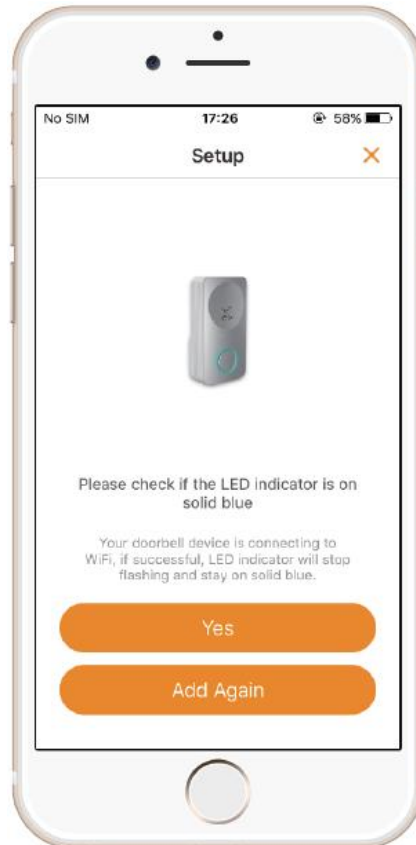 No SIM 17:26 58%
Setup
Please check if the LED indicator is on
solid blue
Your doorbell device is connecting to
WiFi, if successful, LED indicator will stop
flashing and stay on solid blue.
Yes
Add Again